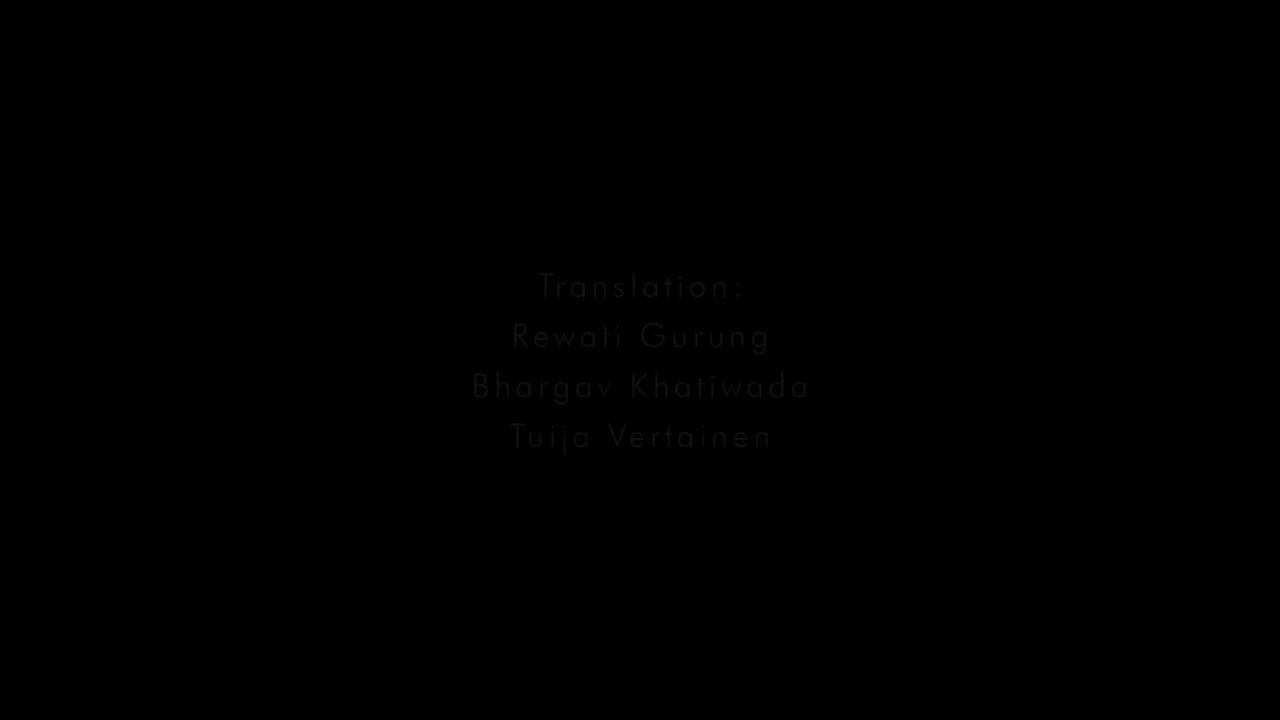 Translation:
Rewati Gurung
Bhargav Khatiwada
Tuija Vertainen